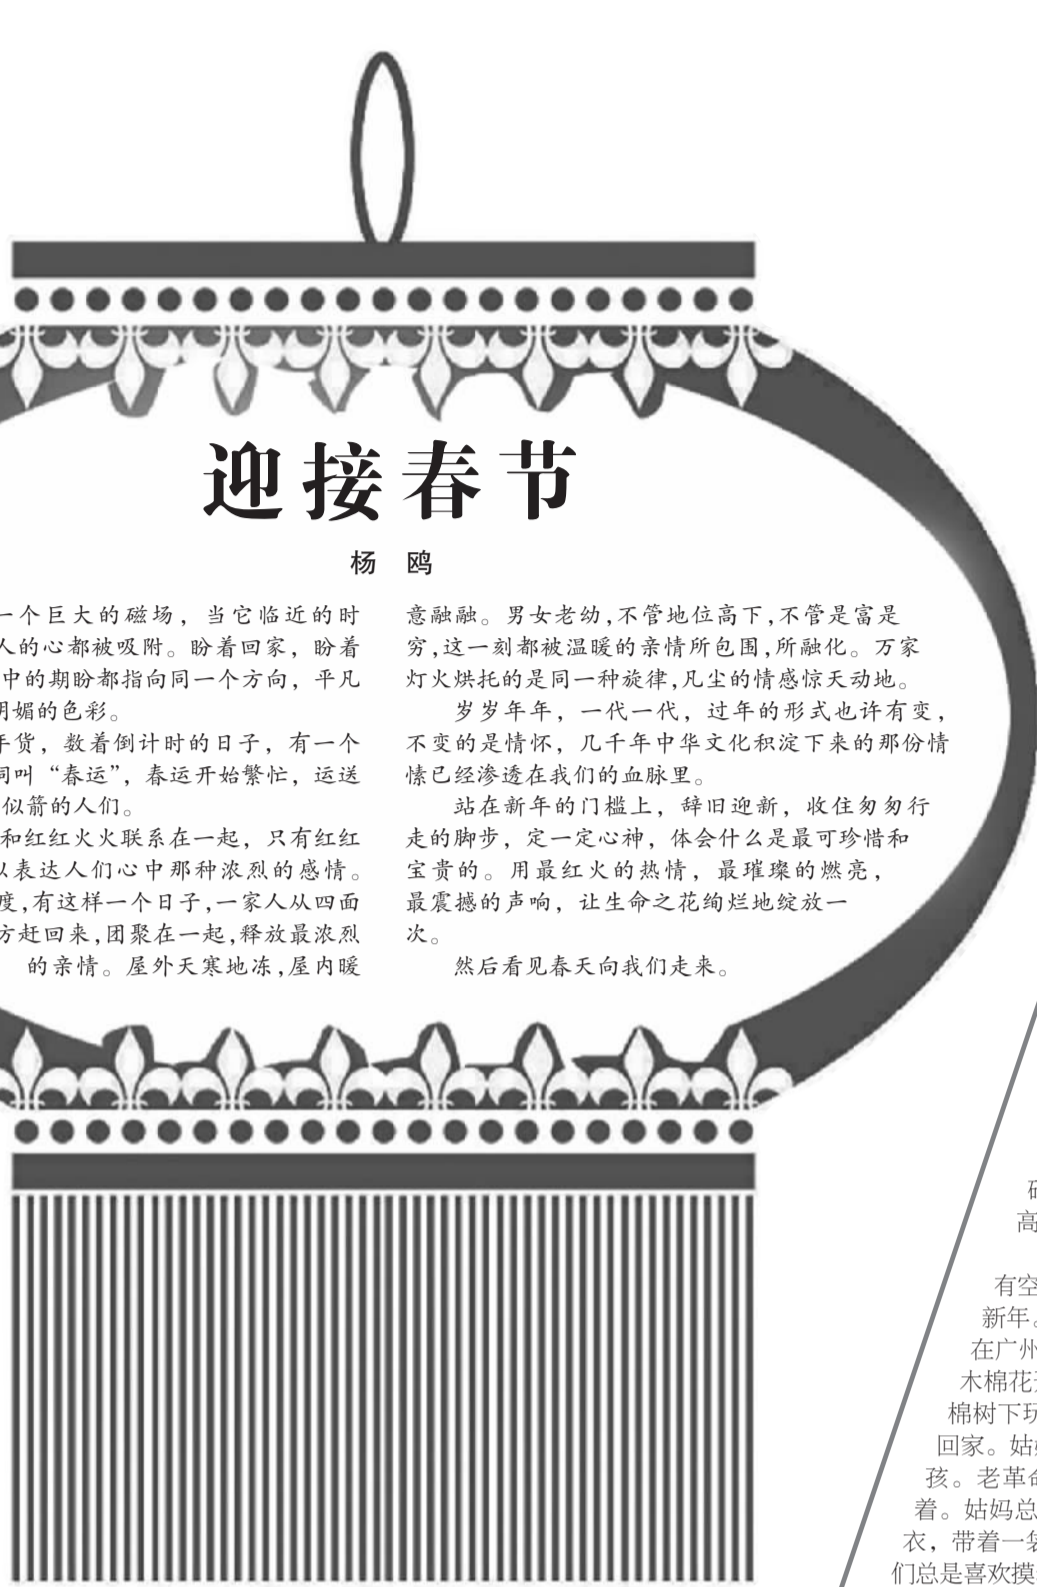 迎接春节
杨 鸥
一个巨大的磁场，当它临近的时
人的心都被吸附。盼着回家，盼着
中的期盼都指向同一个方向，平凡
明媚的色彩。
年货，数着倒计时的日子，有一个
词叫“春运”，春运开始繁忙，运送
似箭的人们。
和红红火火联系在一起，只有红红
以表达人们心中那种浓烈的感情。
度,有这样一个日子,一家人从四面
方赶回来,团聚在一起,释放最浓烈
的亲情。屋外天寒地冻,屋内暖
意融融。男女老幼,不管地位高下,不管是富是
穷,这一刻都被温暖的亲情所包围,所融化。万家
灯火烘托的是同一种旋律,凡尘的情感惊天动地。
岁岁年年，一代一代，过年的形式也许有变，
不变的是情怀，几千年中华文化积淀下来的那份情
愫已经渗透在我们的血脉里。
站在新年的门槛上，辞旧迎新，收住匆匆行
走的脚步，定一定心神，体会什么是最可珍惜和
宝贵的。用最红火的热情，最璀璨的燃亮，
最震撼的声响，让生命之花绚烂地绽放一
次。
然后看见春天向我们走来。
高
有空
新年。
在广州
木棉花
棉树下玩
回家。姑
孩。老革命
着。姑妈总
衣，带着一袋
们总是喜欢摸